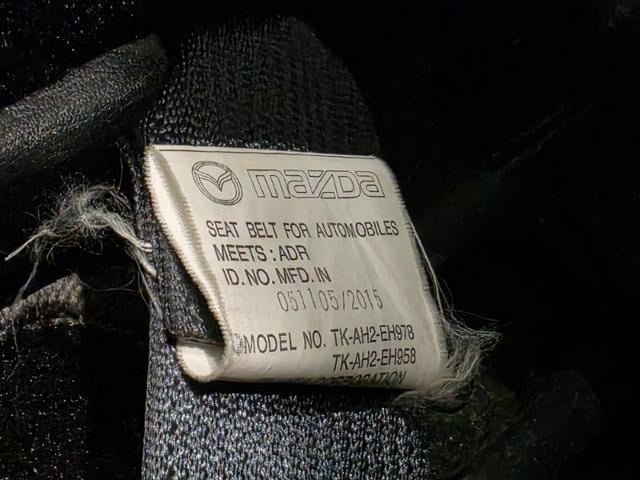 mazda
SEAT BELT FOR AUTOMOBILES
MEETS : ADR
ID.NO.MFD.IN
051105/2015
MODEL NO. TK-AH2-EH978
TK-AH2-EH958
CORPORATION